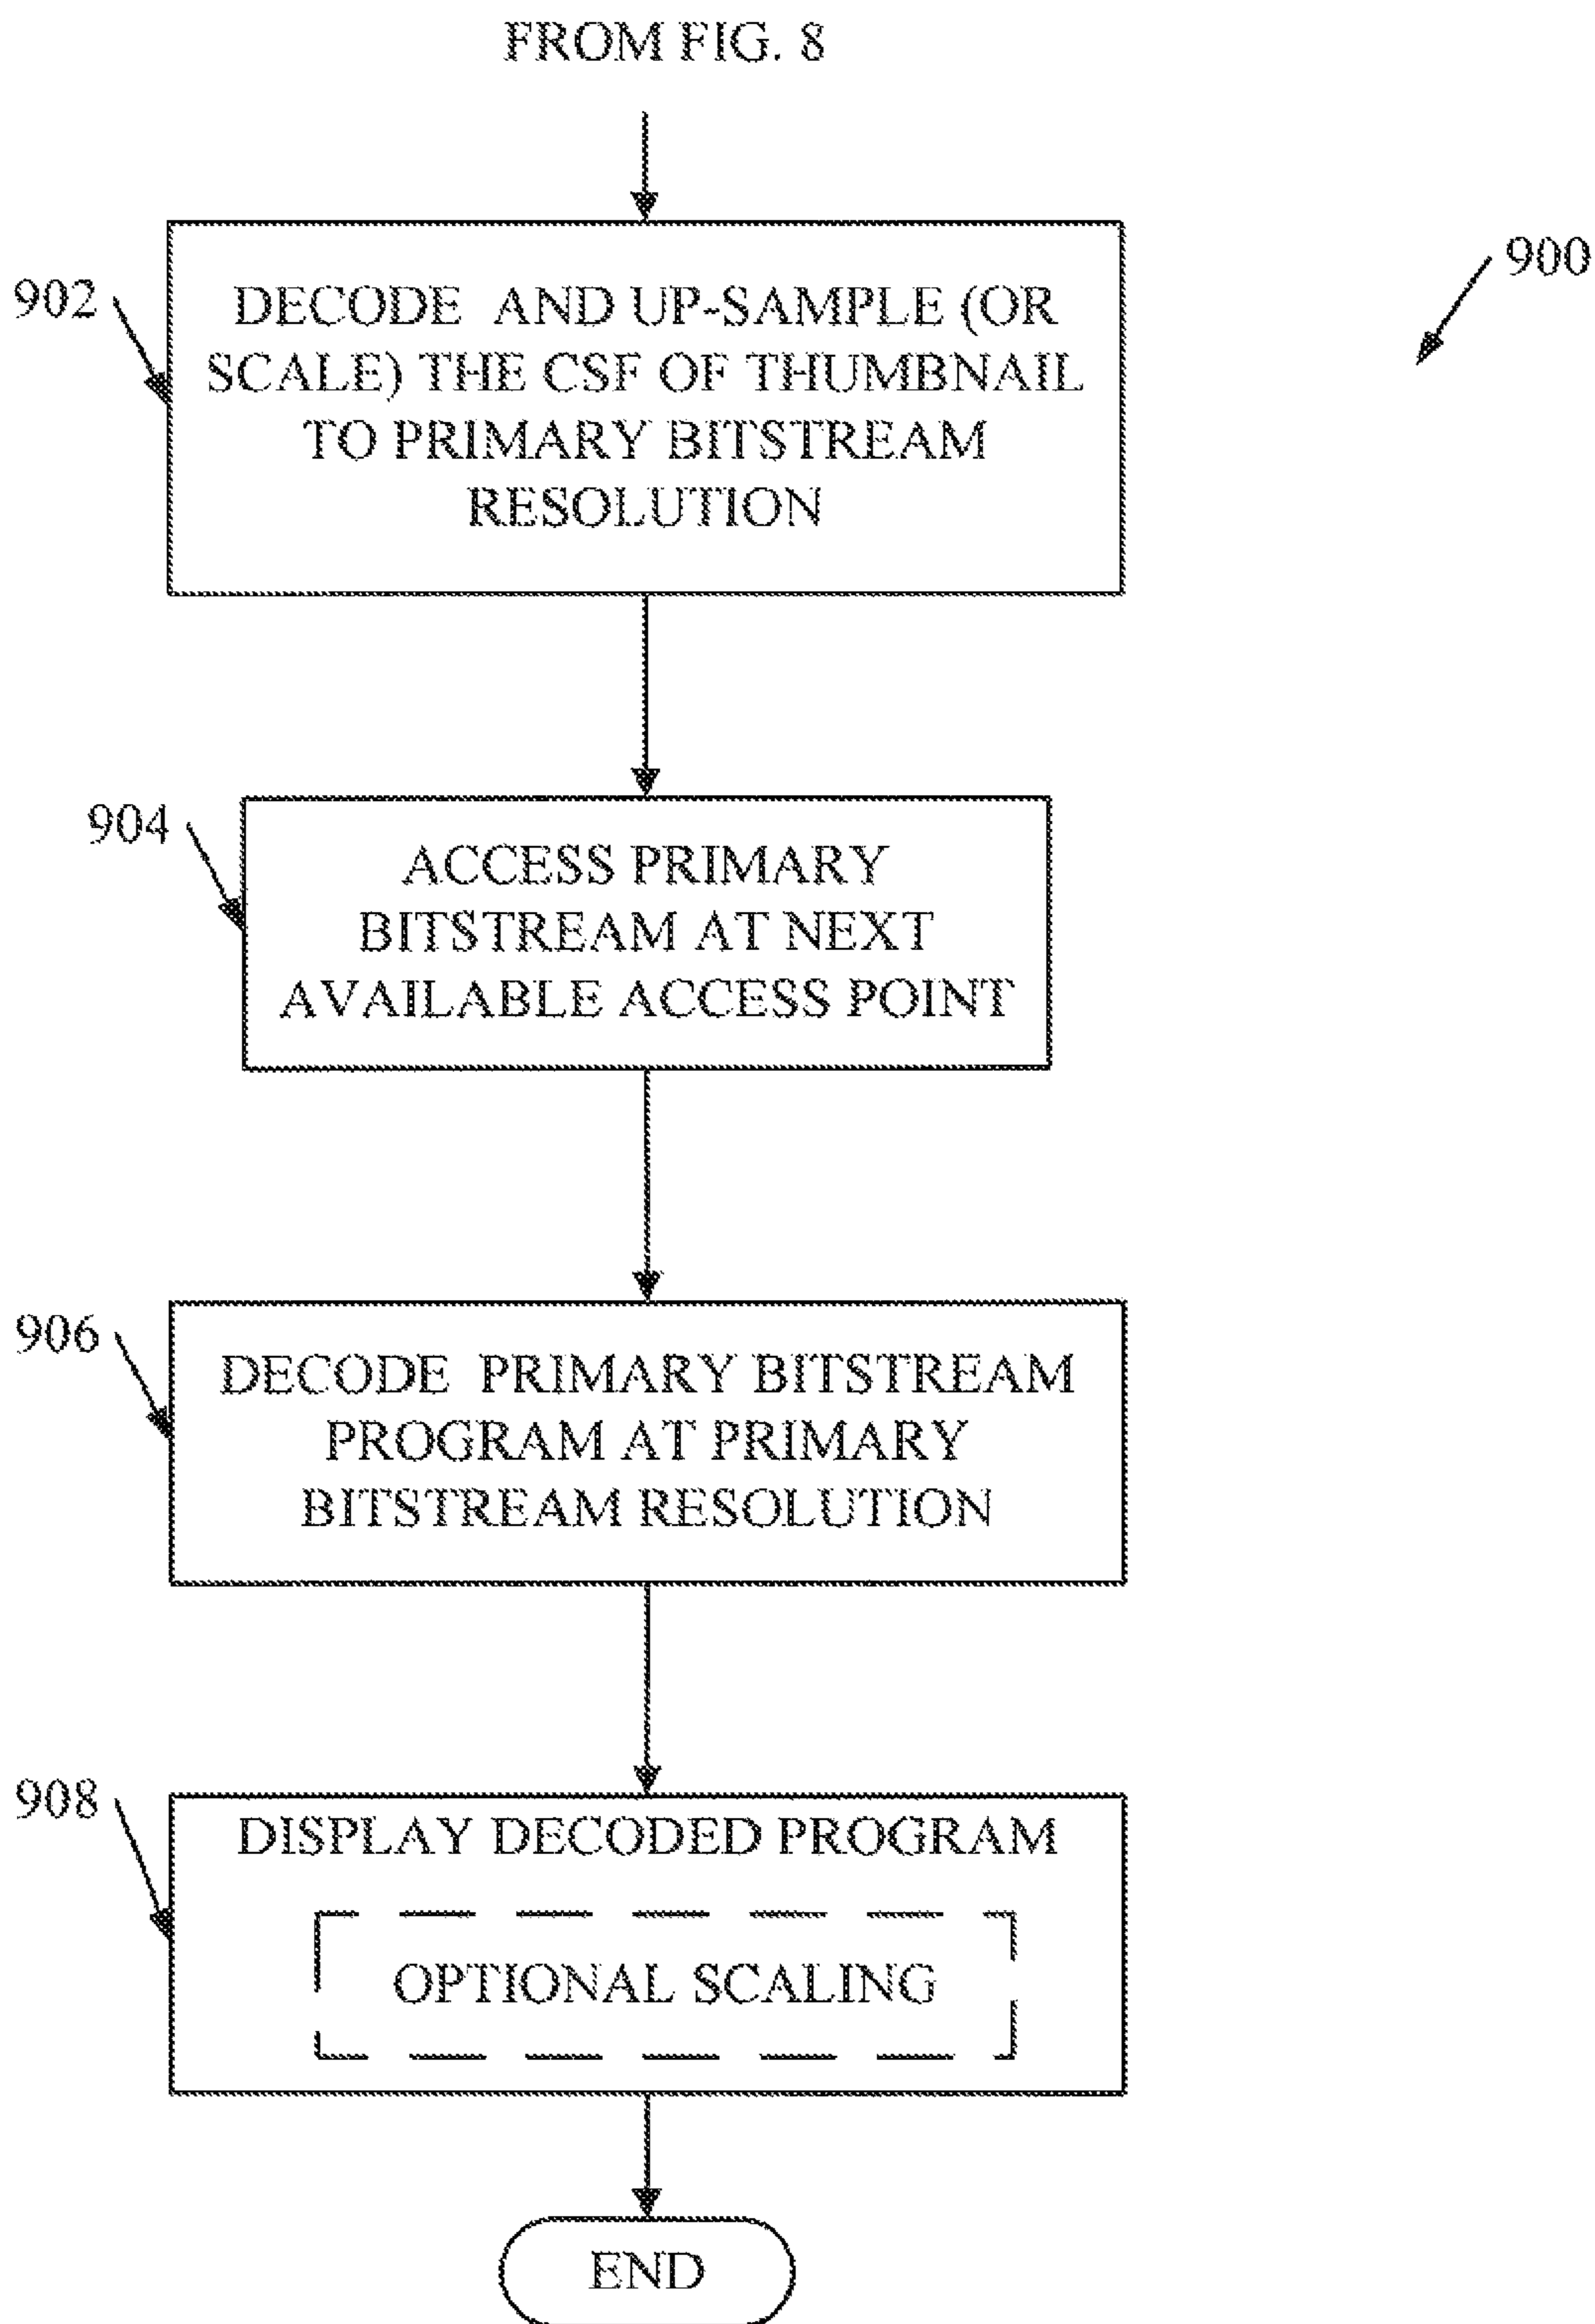 FROM FIG. 8
900
902
DECODE AND UP-SAMPLE (OR
SCALE) THE CSF OF THUMBNAIL
TO PRIMARY BITSTREAM
RESOLUTION
904
ACCESS PRIMARY
BITSTREAM AT NEXT
AVAILABLE ACCESS POINT
906
DECODE PRIMARY BITSTREAM
PROGRAM AT PRIMARY
BITSTREAM RESOLUTION
908
DISPLAY DECODED PROGRAM
OPTIONAL SCALING
END